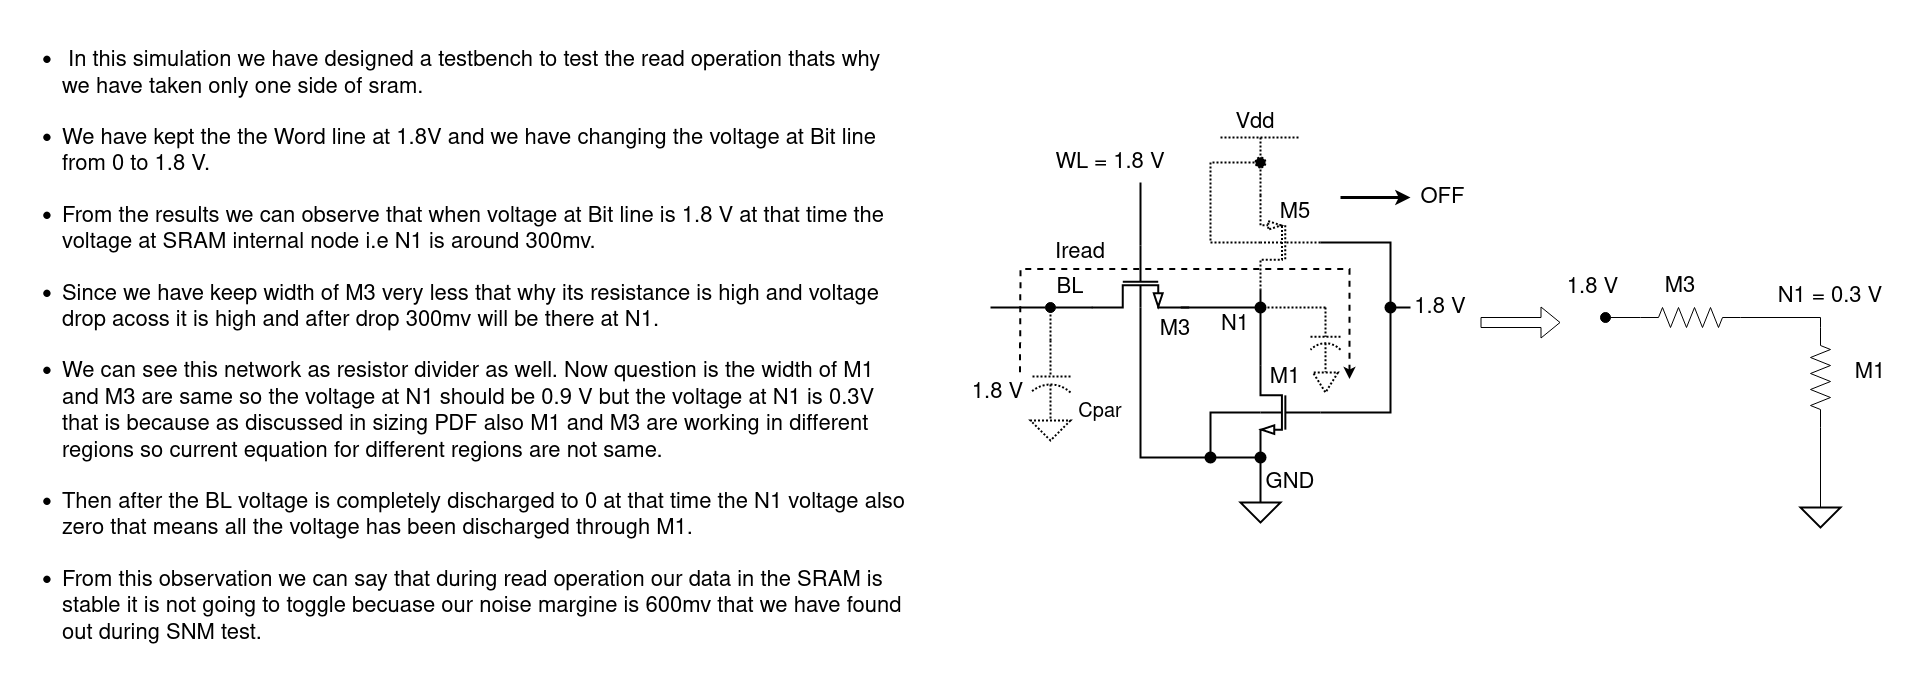 • In this simulation we have designed a testbench to test the read operation thats why
we have taken only one side of sram.
• We have kept the the Word line at 1.8V and we have changing the voltage at Bit line
from 0 to 1.8 V.
• From the results we can observe that when voltage at Bit line is 1.8 V at that time the
voltage at SRAM internal node i.e N1 is around 300mv.
• Since we have keep width of M3 very less that why its resistance is high and voltage
drop acoss it is high and after drop 300mv will be there at N1.
• We can see this network as resistor divider as well. Now question is the width of M1
and M3 are same so the voltage at N1 should be 0.9 V but the voltage at N1 is 0.3V
that is because as discussed in sizing PDF also M1 and M3 are working in different
regions so current equation for different regions are not same.
• Then after the BL voltage is completely discharged to 0 at that time the N1 voltage also
zero that means all the voltage has been discharged through M1.
• From this observation we can say that during read operation our data in the SRAM is
stable it is not going to toggle becuase our noise margine is 600mv that we have found
out during SNM test.
Vdd
WL = 1.8 V
OFF
M5
Iread
BL
M3
N1
1.8 V
M1
1.8 V
Cpar
GND
1.8 V
M3
N1 = 0.3 V
M1